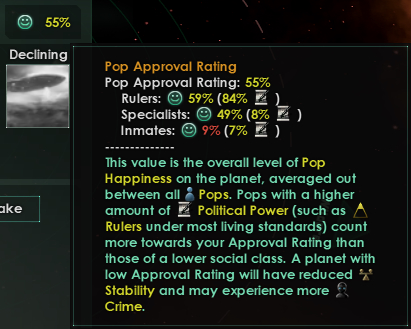 55%
Declining
Pop Approval Rating
Pop Approval Rating: 55%
Rulers: 59% (84% )
Specialists: 49% (8% )
Inmates: 9% (7% )
--------------
This value is the overall level of Pop
Happiness on the planet, averaged out
between all Pops. Pops with a higher
amount of Political Power (such as
Rulers under most living standards) count
more towards your Approval Rating than
those of a lower social class. A planet with
low Approval Rating will have reduced
Stability and may experience more
Crime.
ake